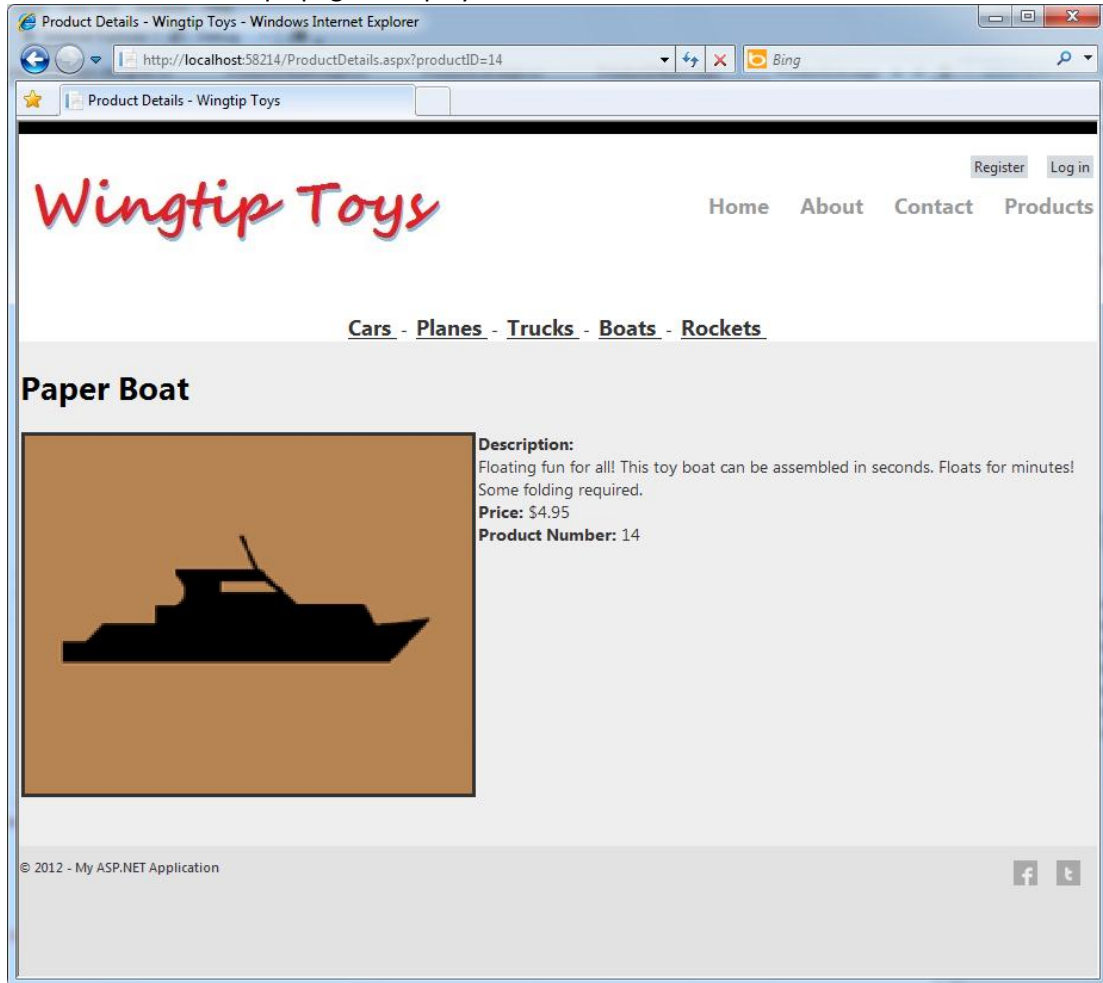 Product Details - Wingtip Toys - Windows Internet Explorer
http://localhost:58214/ProductDetails.aspx?productID=14
Bing
Product Details - Wingtip Toys
Register Log in
Wingtip Toys
Home About Contact Products
Cars - Planes - Trucks - Boats - Rockets
Paper Boat
Description:
Floating fun for all! This toy boat can be assembled in seconds. Floats for minutes!
Some folding required.
Price: $4.95
Product Number: 14
© 2012 - My ASP.NET Application